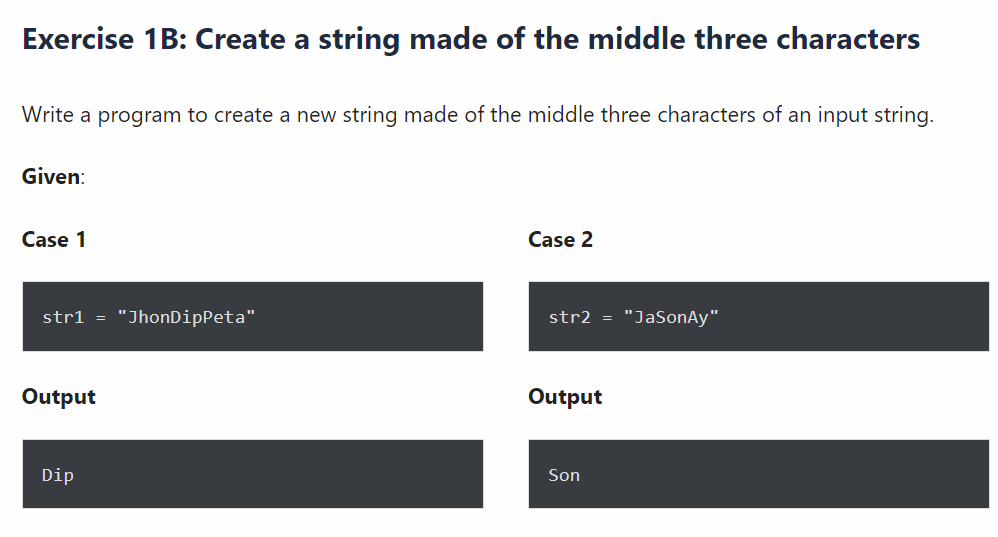 Exercise 1B: Create a string made of the middle three characters
Write a program to create a new string made of the middle three characters of an input string.
Given:
Case 1
str1 = "JhonDipPeta"
Output
Dip
Case 2
str2 = "JaSonAy"
Output
Son